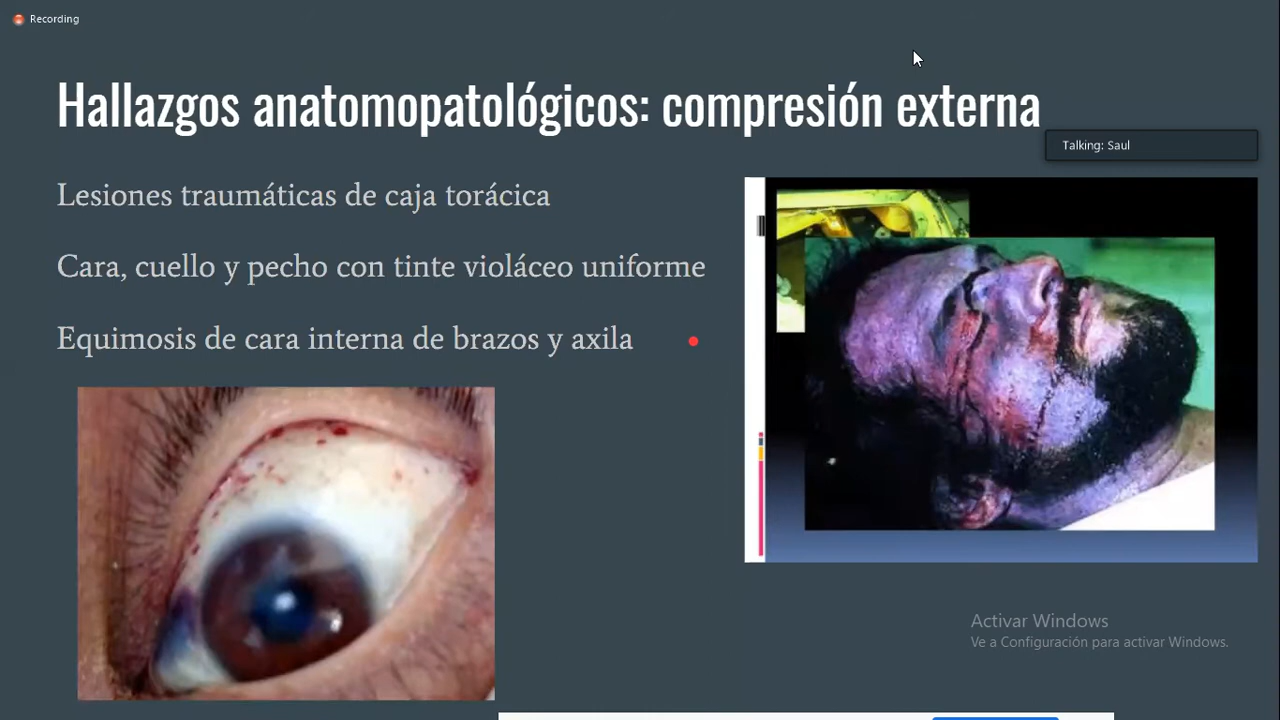 Recording
Hallazgos anatomopatológicos: compresión externa
Talking: Saul
Lesiones traumáticas de caja torácica
Cara, cuello y pecho con tinte violáceo uniforme
Equimosis de cara interna de brazos y axila
Activar Windows
Ve a Configuración para activar Windows.